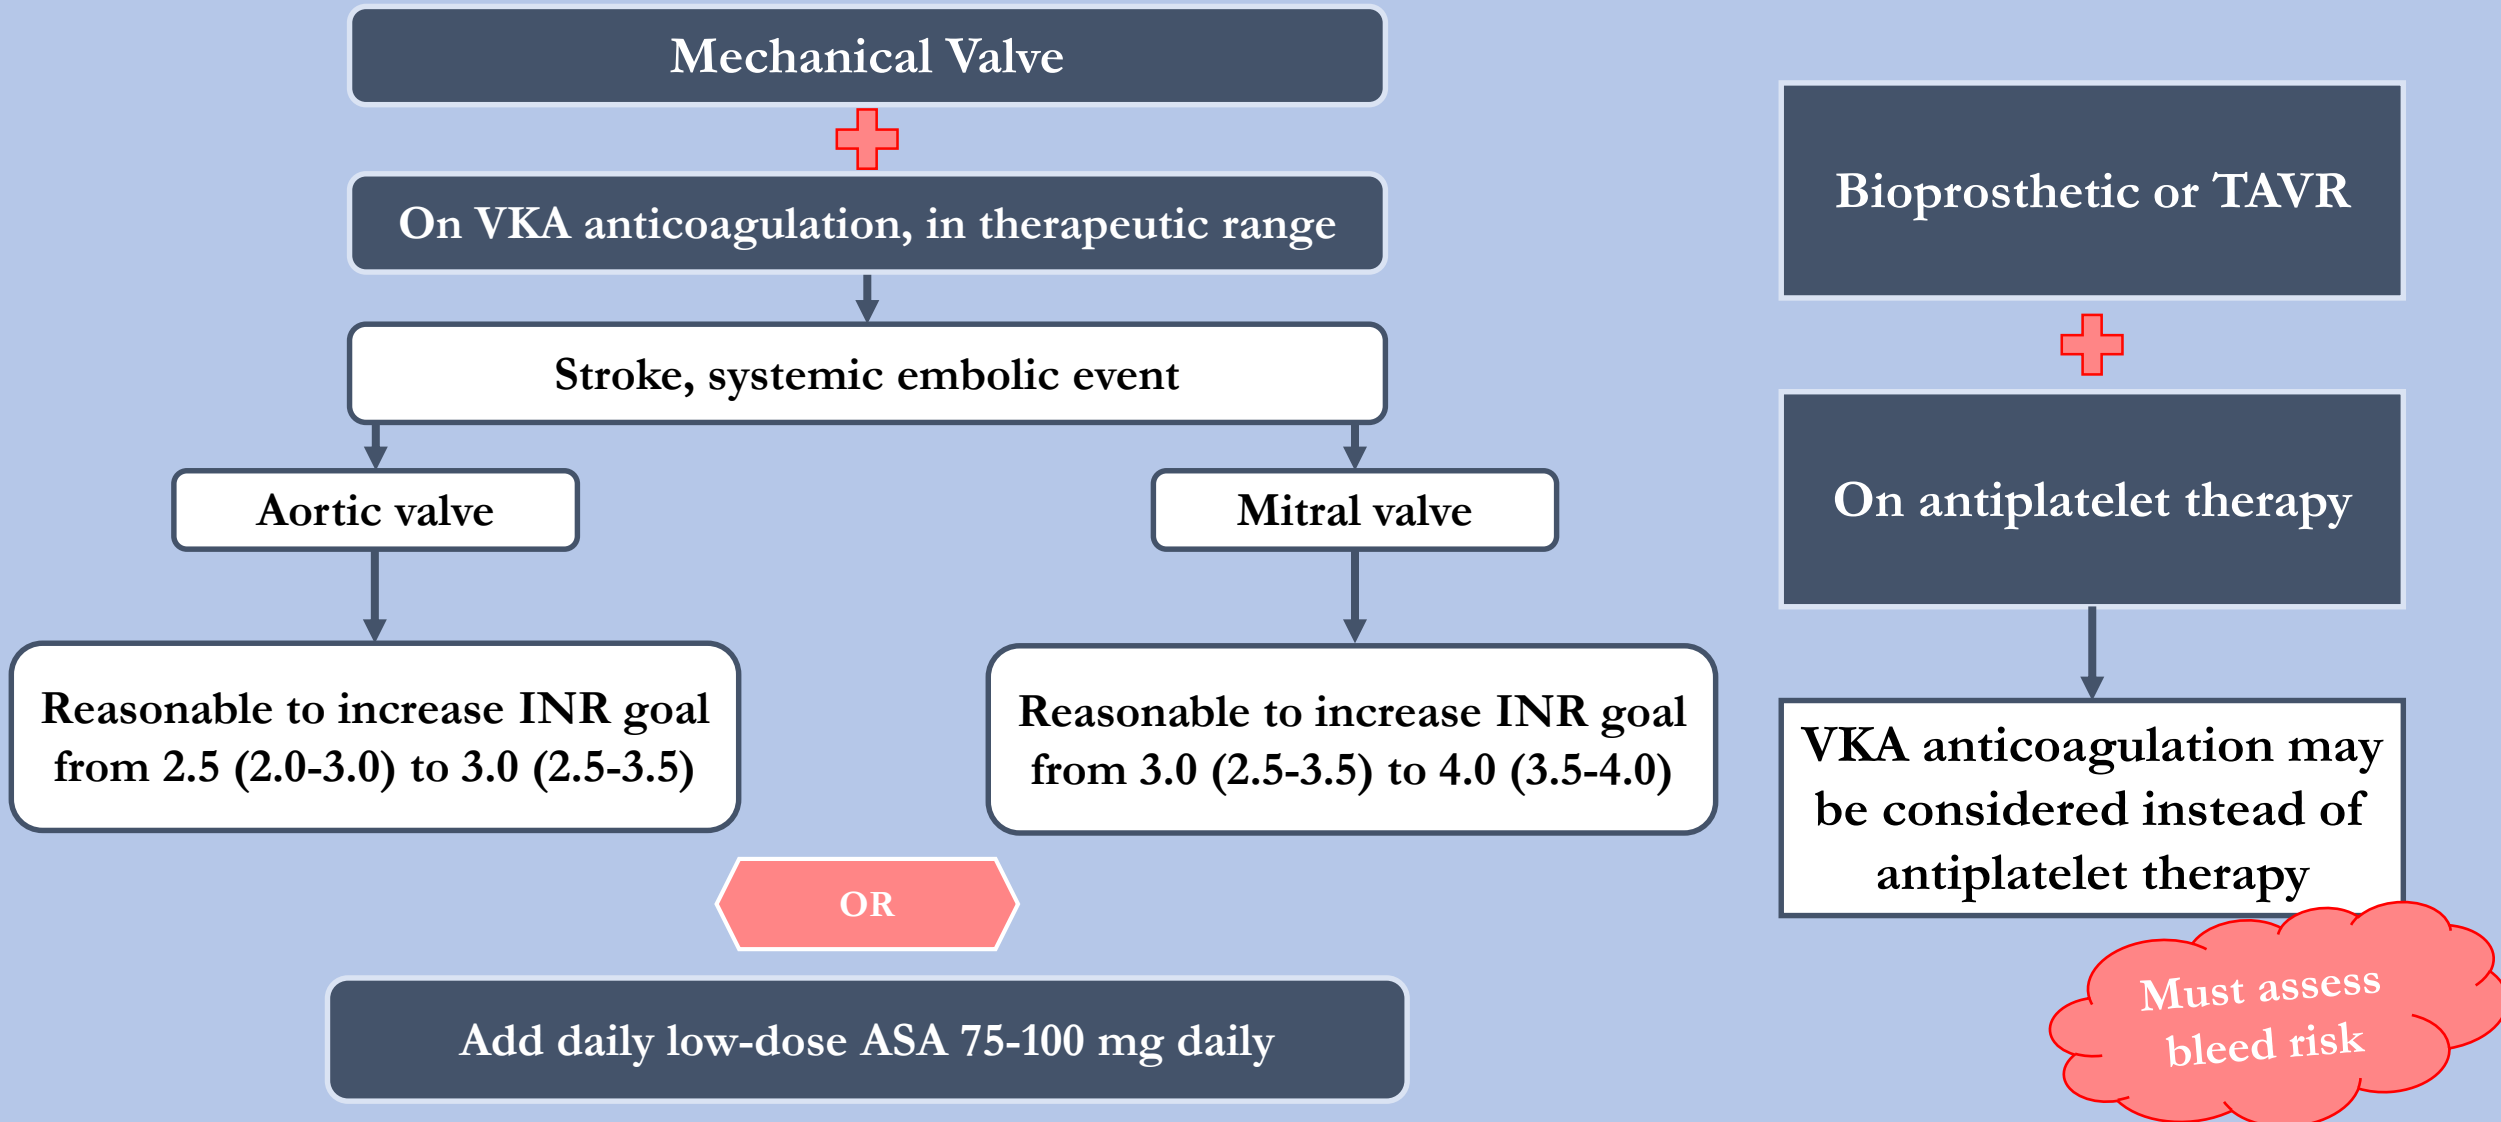 Mechanical Valve
On VKA anticoagulation, in therapeutic range
Stroke, systemic embolic event
Aortic valve
Mitral valve
Reasonable to increase INR goal
from 2.5 (2.0-3.0) to 3.0 (2.5-3.5)
Reasonable to increase INR goal
from 3.0 (2.5-3.5) to 4.0 (3.5-4.0)
OR
Add daily low-dose ASA 75-100 mg daily
Bioprosthetic or TAVR
On antiplatelet therapy
VKA anticoagulation may
be considered instead of
antiplatelet therapy
Must assess
bleed risk